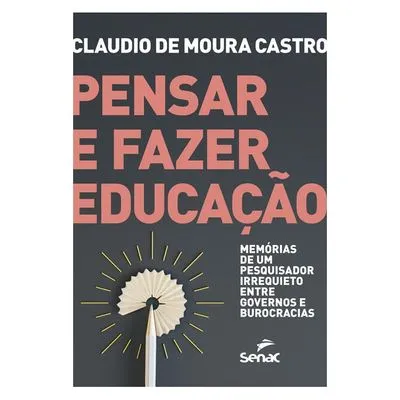 CLAUDIO DE MOURA CASTRO
PENSAR
E FAZER
EDUCAÇÃO
MEMÓRIAS
DE UM
PESQUISADOR
IRREQUIETO
ENTRE
GOVERNOS E
BUROCRACIAS
Senac